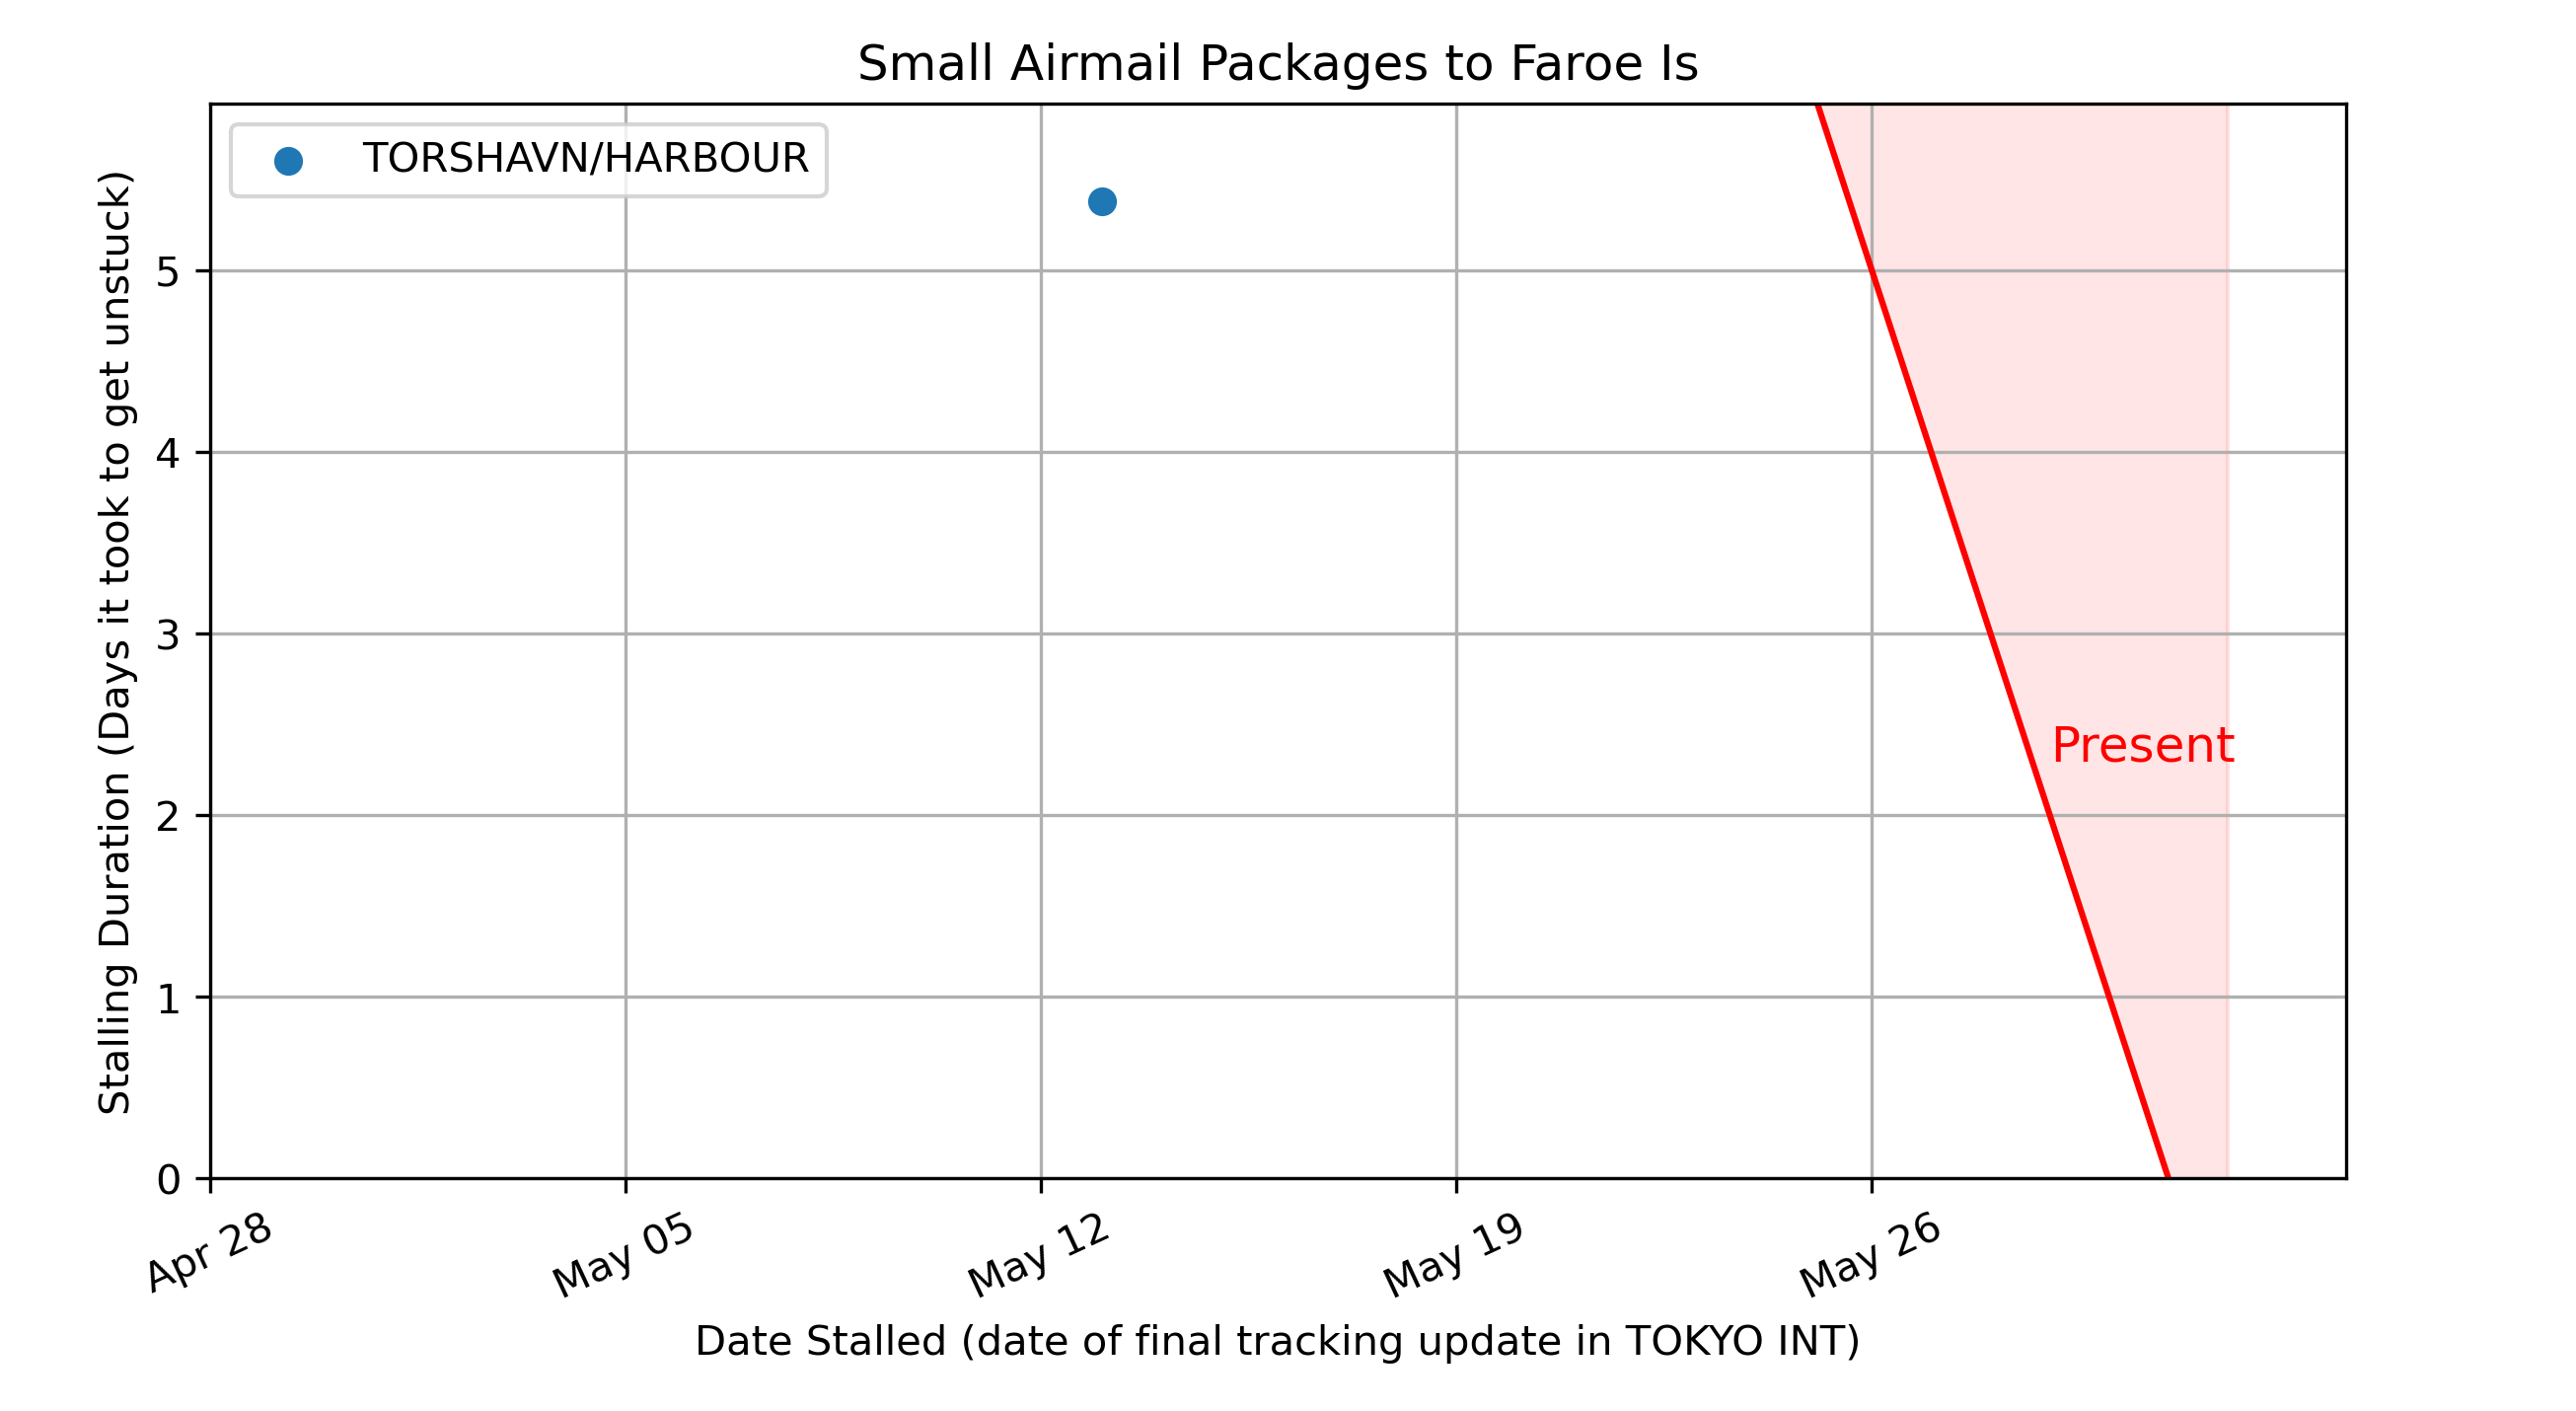 Small Airmail Packages to Faroe Is
TORSHAVN/HARBOUR
Stalling Duration (Days it took to get unstuck)
5
4
3
2
1
0
Present
Apr 28
May 05
May 12
May 19
May 26
Date Stalled (date of final tracking update in TOKYO INT)